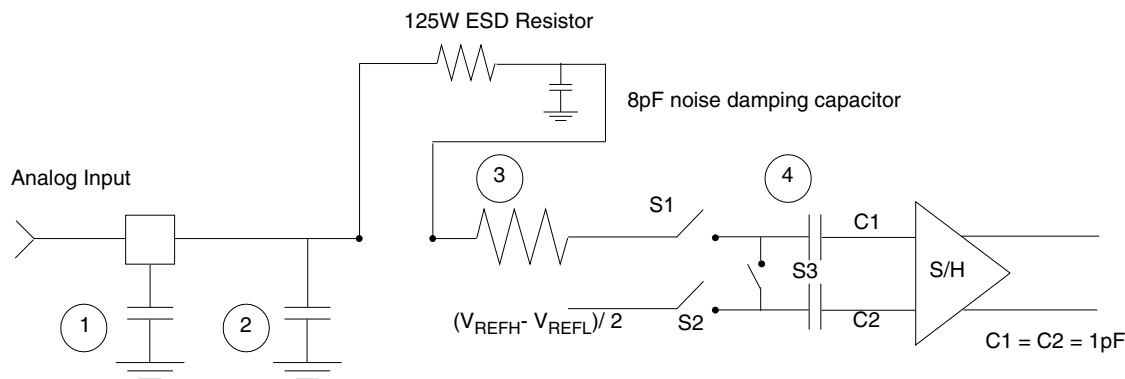 125W ESD Resistor
8pF noise damping capacitor
Analog Input
3
4
S1
C1
S3
S/H
1
2
(VREFH- VREFL)/ 2
S2
C2
C1 = C2 = 1pF